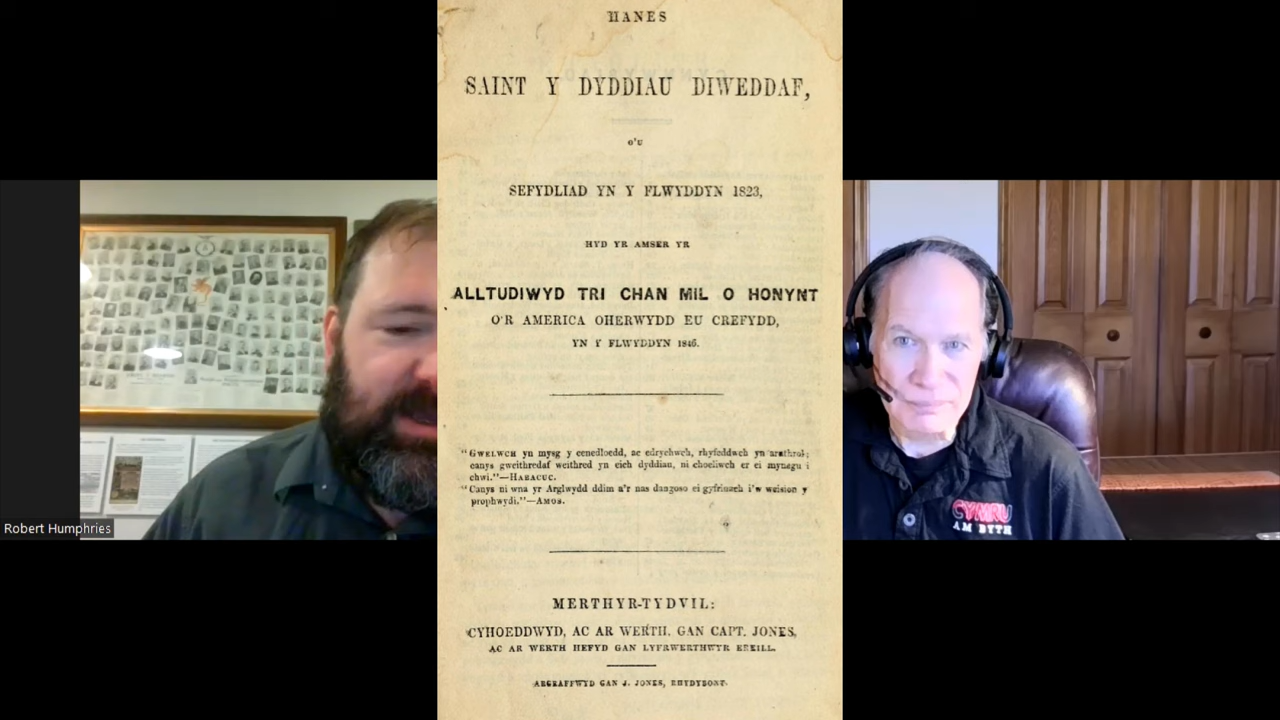 HANES
SAINT Y DYDDIAU DIWEDDAF,
O'U
SEFYDLIAD YN Y FLWYDDYN 1823,
HYD YR AMSER YR
ALLTUDIWYD TRI CHAN MIL O HONYNT
O'R AMERICA OHERWYDD EU CREFYDD,
YN Y FLWYDDYN 1846.
"GWELWCH yn mysg y cenedloedd, ac edrychwch, rhyfeddwch yn aruthrol;
canys gweithredaf weithred yn eich dyddiau, ni choeliwch er ei mynegu i
chwi."—HABACUC.
"Canys ni wna yr Arglwydd ddim a'r nas dangoso ei gyfrinach i'w weision y
prophwydi."—AMOS.
MERTHYR-TYDVIL:
CYHOEDDWYD, AC AR WERTH, GAN CAPT. JONES,
AC AR WERTH HEFYD GAN LYFRWERTHWYR EREILL.
ARGRAFFWYD GAN J. JONES, RHYDYBONT.
Robert Humphries
CYMRU
AM BYTH